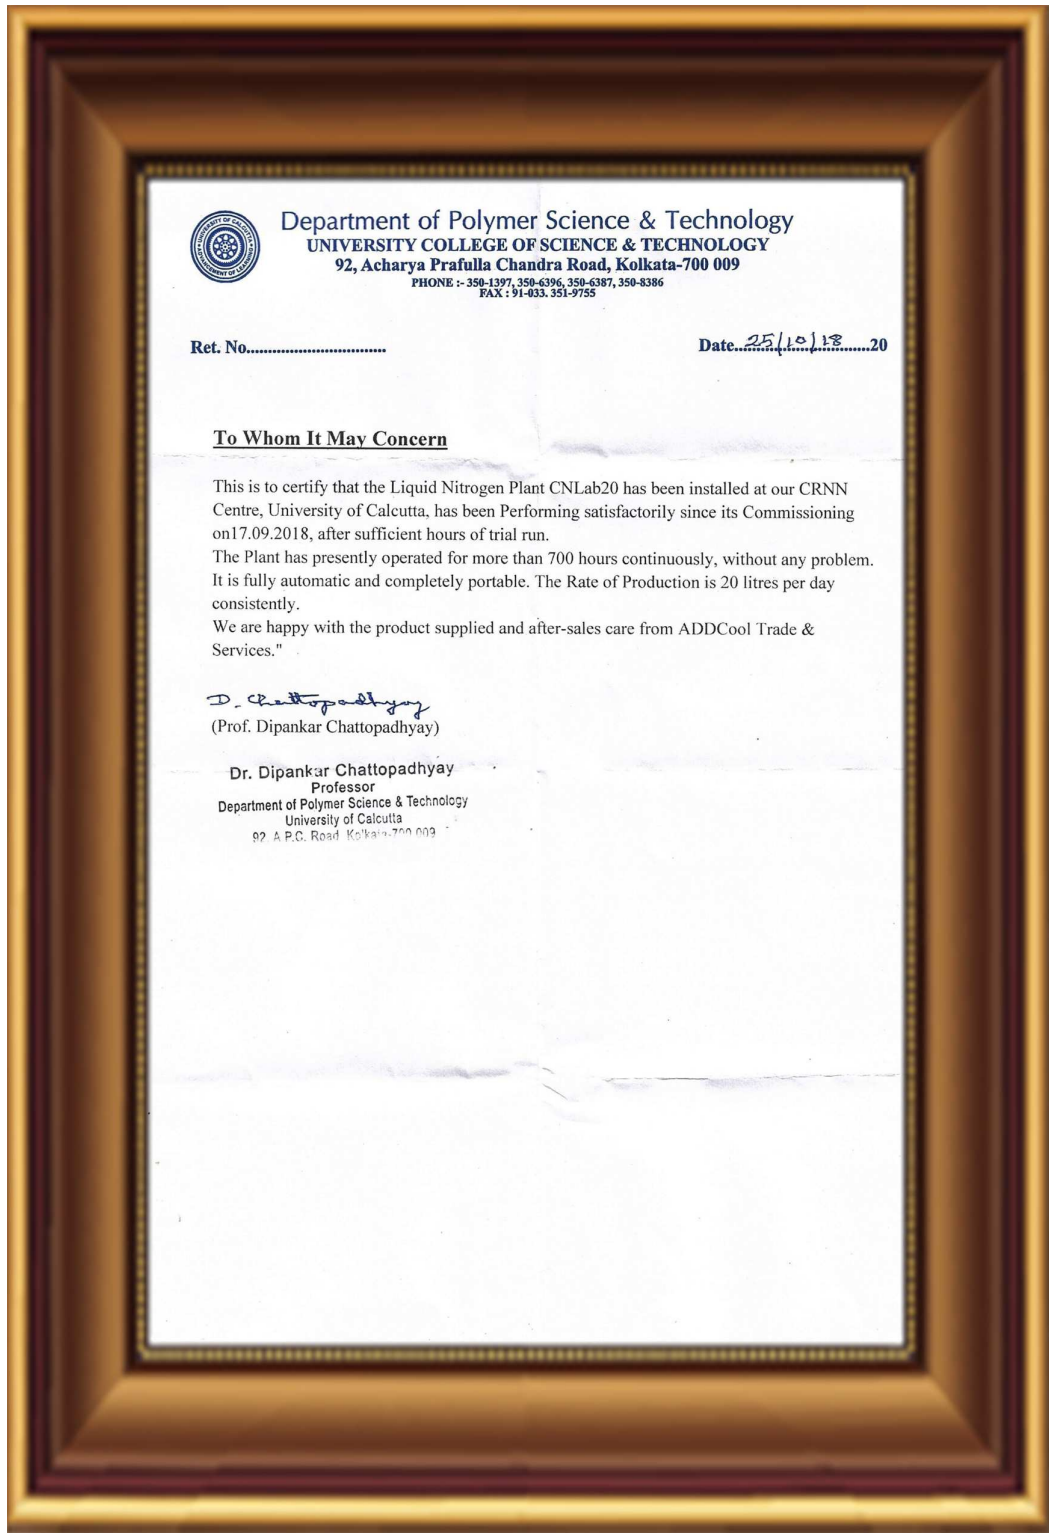 UNIVERSITY OF CALCUTTA
ADVANCEMENT OF LEARNING
Department of Polymer Science & Technology
UNIVERSITY COLLEGE OF SCIENCE & TECHNOLOGY
92, Acharya Prafulla Chandra Road, Kolkata-700 009
PHONE :- 350-1397, 350-6396, 350-6387, 350-8386
FAX : 91-033. 351-9755
Ret. No................................
Date..25/10/18......20
To Whom It May Concern
This is to certify that the Liquid Nitrogen Plant CNLab20 has been installed at our CRNN
Centre, University of Calcutta, has been Performing satisfactorily since its Commissioning
on17.09.2018, after sufficient hours of trial run.
The Plant has presently operated for more than 700 hours continuously, without any problem.
It is fully automatic and completely portable. The Rate of Production is 20 litres per day
consistently.
We are happy with the product supplied and after-sales care from ADDCool Trade &
Services."
D. Chattopadhyay
(Prof. Dipankar Chattopadhyay)
Dr. Dipankar Chattopadhyay
Professor
Department of Polymer Science & Technology
University of Calcutta
92, A.P.C. Road, Kolkata-700 009